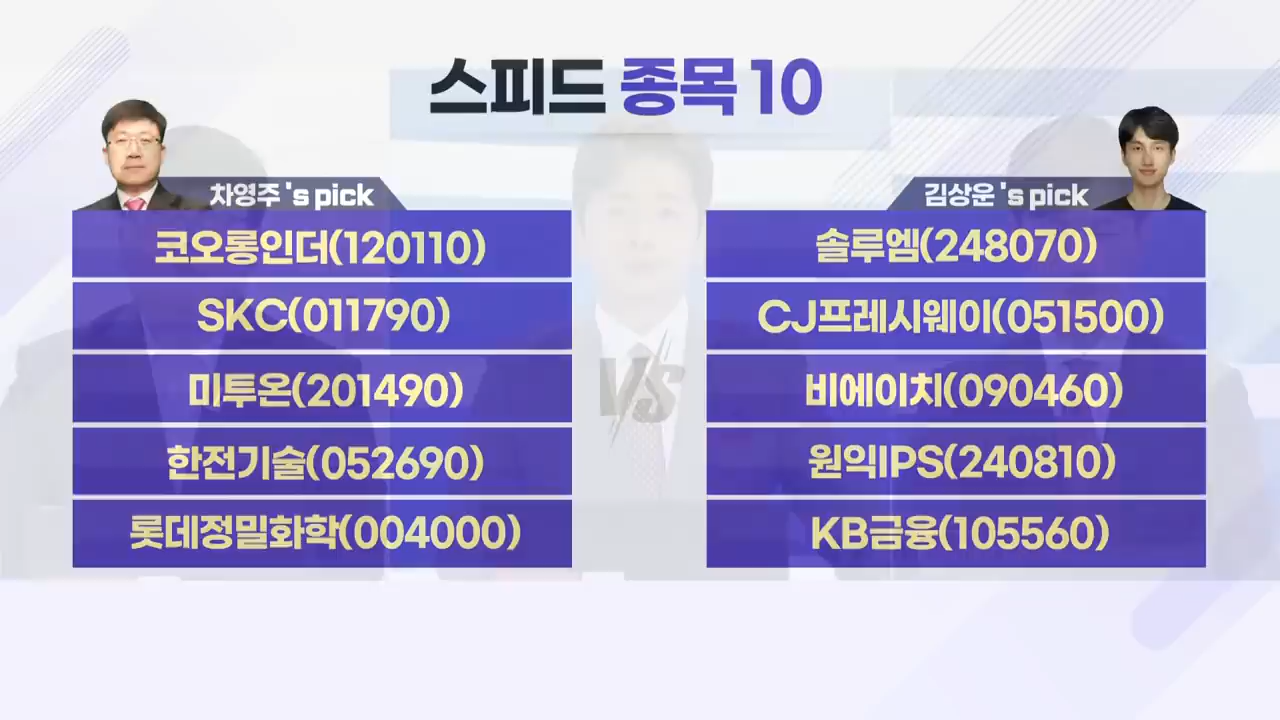 스피드 종목 10
차영주 's pick
코오롱인더(120110)
SKC(011790)
미투온(201490)
한전기술(052690)
롯데정밀화학(004000)
VS
김상운 's pick
솔루엠(248070)
CJ프레시웨이(051500)
비에이치(090460)
원익IPS(240810)
KB금융(105560)